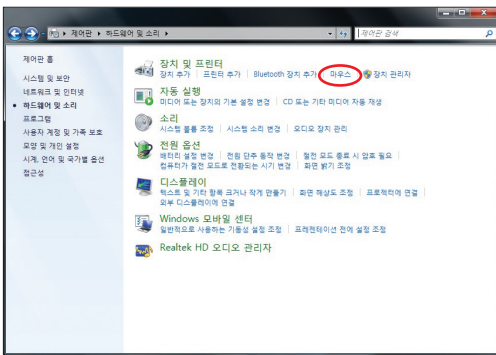 제어판 ▸ 하드웨어 및 소리 ▸
제어판 검색
제어판 홈
시스템 및 보안
네트워크 및 인터넷
하드웨어 및 소리
프로그램
사용자 계정 및 가족 보호
모양 및 개인 설정
시계, 언어 및 국가별 옵션
접근성
장치 및 프린터
장치 추가 | 프린터 추가 | Bluetooth 장치 추가 | 마우스 | 장치 관리자
자동 실행
미디어 또는 장치의 기본 설정 변경 | CD 또는 기타 미디어 자동 재생
소리
시스템 볼륨 조정 | 시스템 소리 변경 | 오디오 장치 관리
전원 옵션
배터리 설정 변경 | 전원 단추 동작 변경 | 절전 모드 종료 시 암호 필요
컴퓨터가 절전 모드로 전환되는 시기 변경 | 화면 밝기 조정
디스플레이
텍스트 및 기타 항목 크거나 작게 만들기 | 화면 해상도 조정 | 프로젝터에 연결
외부 디스플레이에 연결
Windows 모바일 센터
일반적으로 사용하는 기동성 설정 조정 | 프레젠테이션 전에 설정 조정
Realtek HD 오디오 관리자